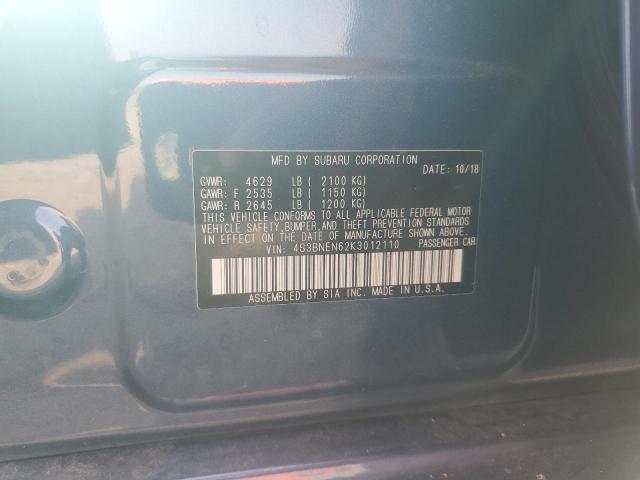 MFD BY SUBARU CORPORATION
DATE: 10/18
GVWR: 4629 LB ( 2100 KG)
GAWR: F 2535 LB ( 1150 KG)
GAWR: R 2645 LB ( 1200 KG)
THIS VEHICLE CONFORMS TO ALL APPLICABLE FEDERAL MOTOR
VEHICLE SAFETY,BUMPER,AND THEFT PREVENTION STANDARDS
IN EFFECT ON THE DATE OF MANUFACTURE SHOWN ABOVE.
VIN: 4S3BNEN62K3012110 PASSENGER CAR
ASSEMBLED BY SIA INC. MADE IN U.S.A.